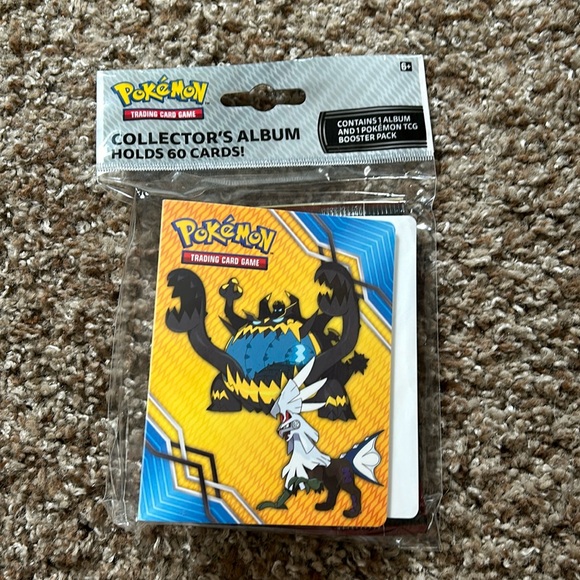 POKéMON
TRADING CARD GAME
COLLECTOR'S ALBUM
HOLDS 60 CARDS!
6+
CONTAINS 1 ALBUM
AND 1 POKÉMON TCG
BOOSTER PACK
POKéMON
TRADING CARD GAME